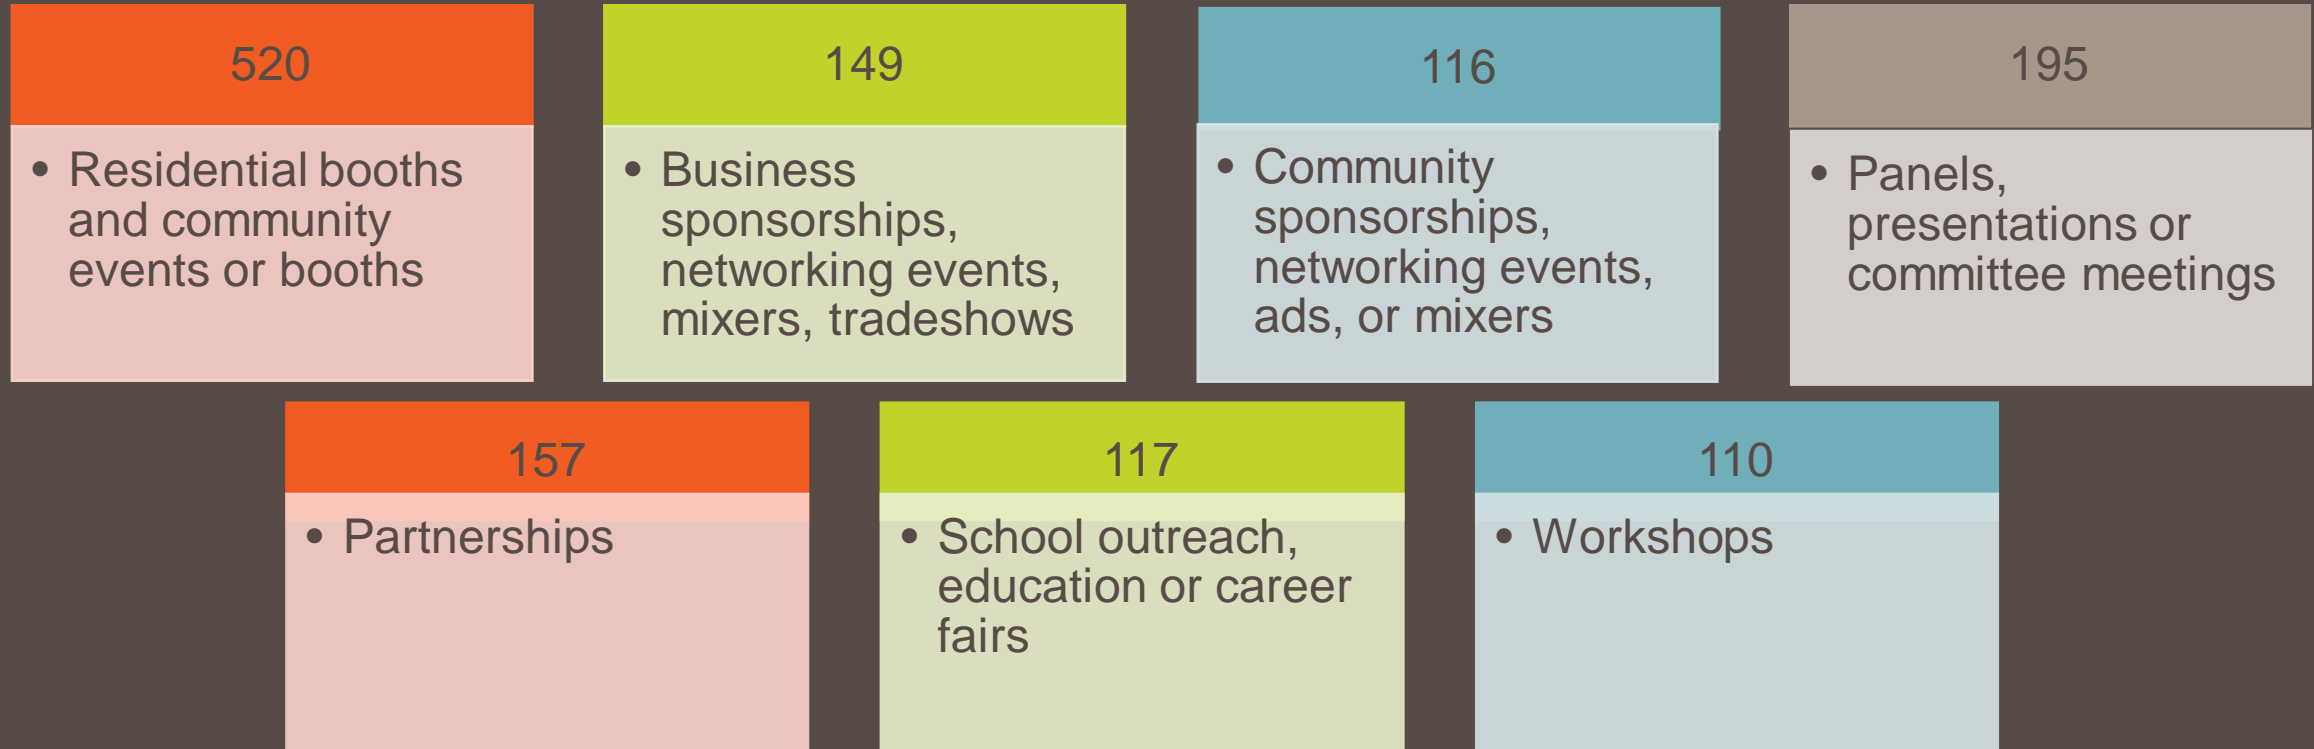 520
• Residential booths
and community
events or booths
149
• Business
sponsorships,
networking events,
mixers, tradeshows
116
• Community
sponsorships,
networking events,
ads, or mixers
195
• Panels,
presentations or
committee meetings
157
• Partnerships
117
• School outreach,
education or career
fairs
110
• Workshops